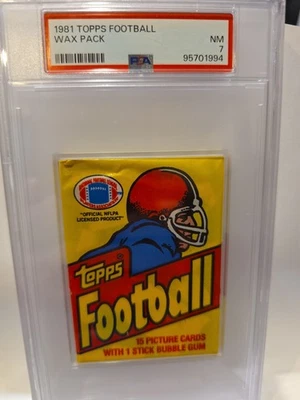 1981 TOPPS FOOTBALL
WAX PACK
NM
7
PSA
95701994
"OFFICIAL NFLPA
LICENSED PRODUCT"
topps
Football
15 PICTURE CARDS
WITH 1 STICK BUBBLE GUM